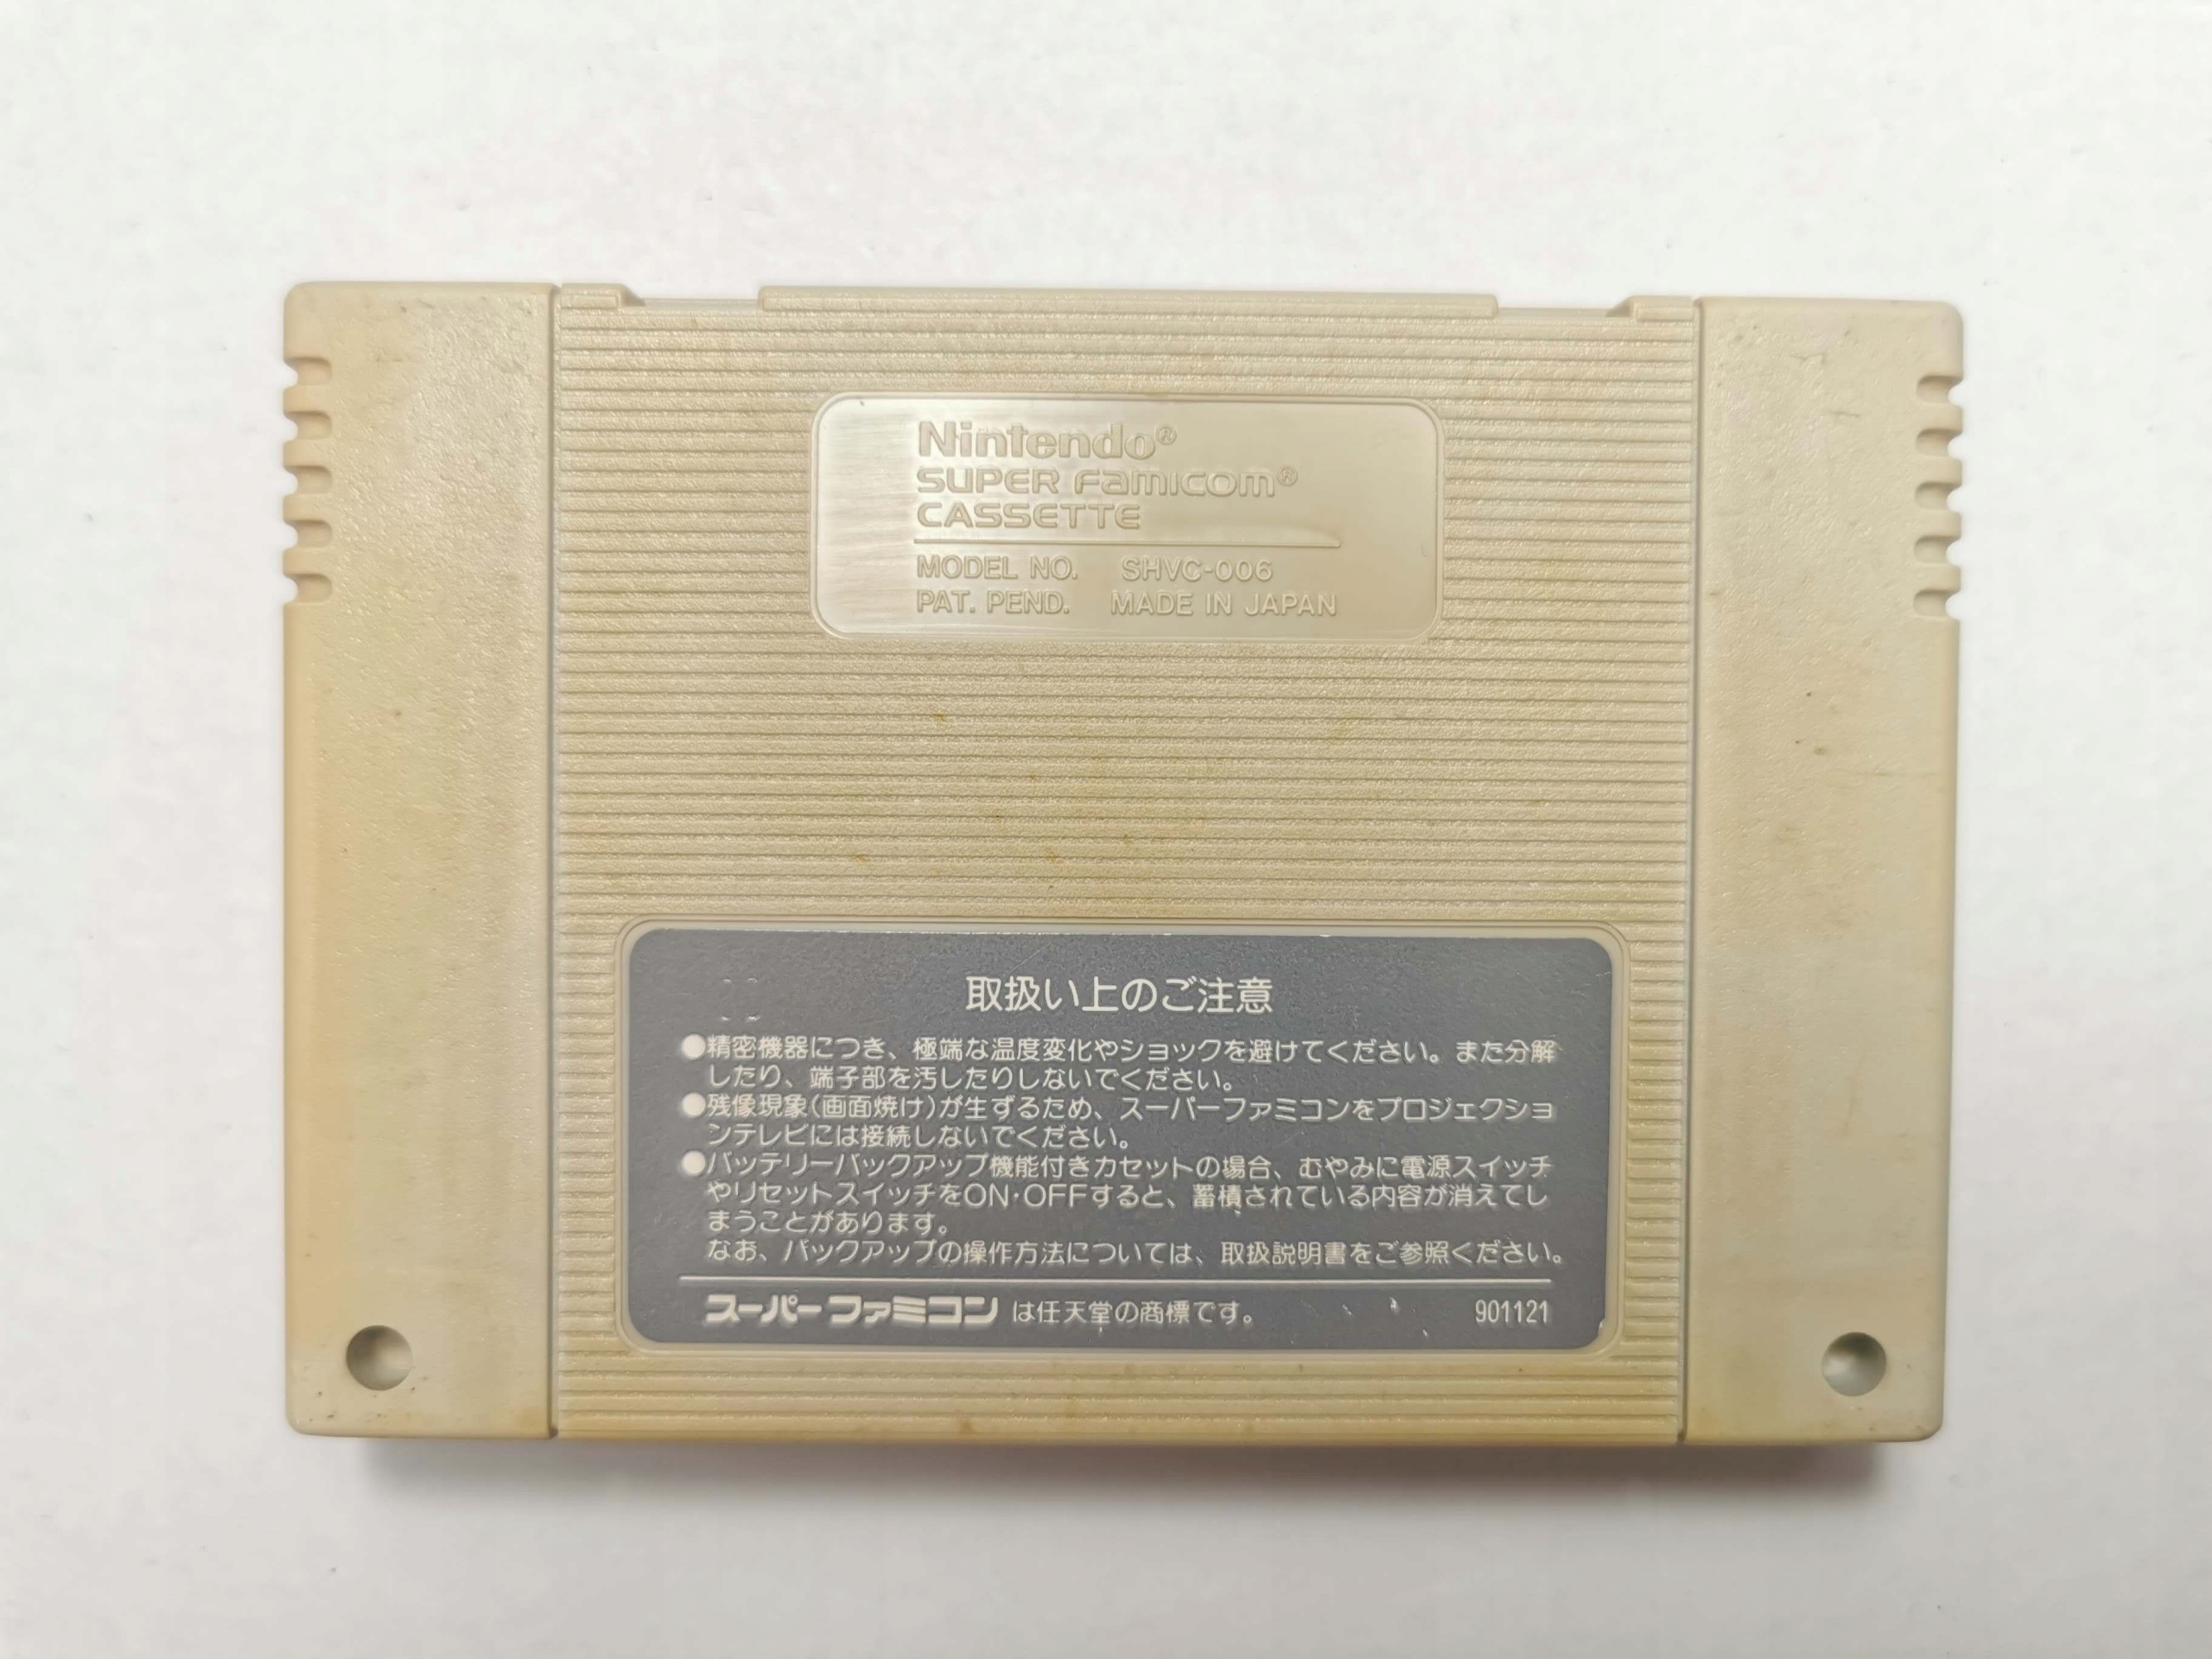 Nintendo®
SUPER FAMICOM®
CASSETTE
MODEL NO. SHVC-006
PAT. PEND. MADE IN JAPAN
取扱い上のご注意
●精密機器につき、極端な温度変化やショックを避けてください。また分解
したり、端子部を汚したりしないでください。
●残像現象(画面焼け)が生ずるため、スーパーファミコンをプロジェクショ
ンテレビには接続しないでください。
●バッテリーバックアップ機能付きカセットの場合、むやみに電源スイッチ
やリセットスイッチをON・OFFすると、蓄積されている内容が消えてし
まうことがあります。
なお、バックアップの操作方法については、取扱説明書をご参照ください。
スーパーファミコン は任天堂の商標です。 901121